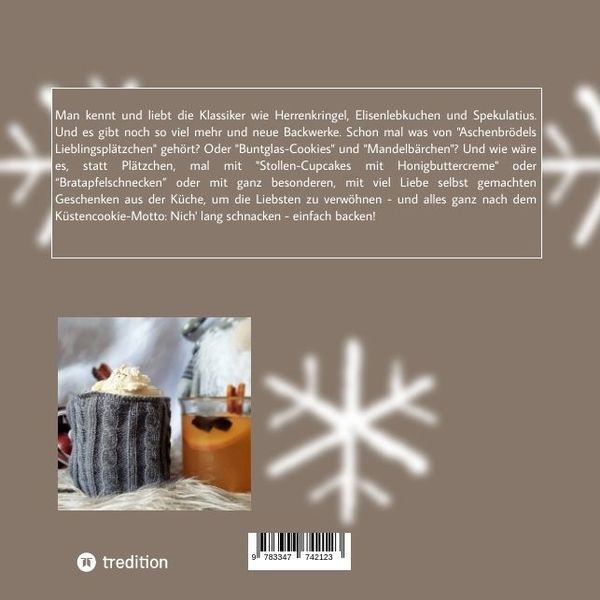 Man kennt und liebt die Klassiker wie Herrenkringel, Elisenlebkuchen und Spekulatius.
Und es gibt noch so viel mehr und neue Backwerke. Schon mal was von "Aschenbrödels
Lieblingsplätzchen" gehört? Oder "Buntglas-Cookies" und "Mandelbärchen"? Und wie wäre
es, statt Plätzchen, mal mit "Stollen-Cupcakes mit Honigbuttercreme" oder
"Bratapfelschnecken" oder mit ganz besonderen, mit viel Liebe selbst gemachten
Geschenken aus der Küche, um die Liebsten zu verwöhnen - und alles ganz nach dem
Küstencookie-Motto: Nich' lang schnacken - einfach backen!
tredition
9 783347 742123